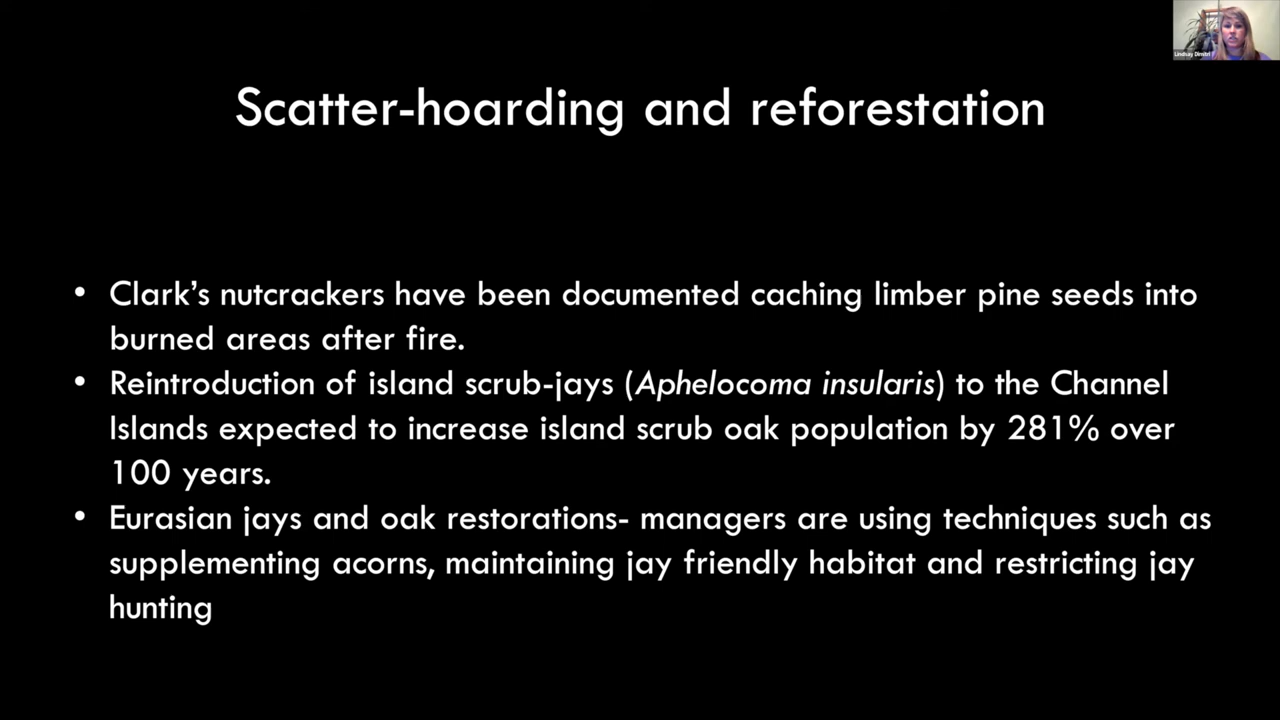 Lindsay Dimitri
Scatter-hoarding and reforestation
• Clark’s nutcrackers have been documented caching limber pine seeds into
burned areas after fire.
• Reintroduction of island scrub-jays (Aphelocoma insularis) to the Channel
Islands expected to increase island scrub oak population by 281% over
100 years.
• Eurasian jays and oak restorations- managers are using techniques such as
supplementing acorns, maintaining jay friendly habitat and restricting jay
hunting